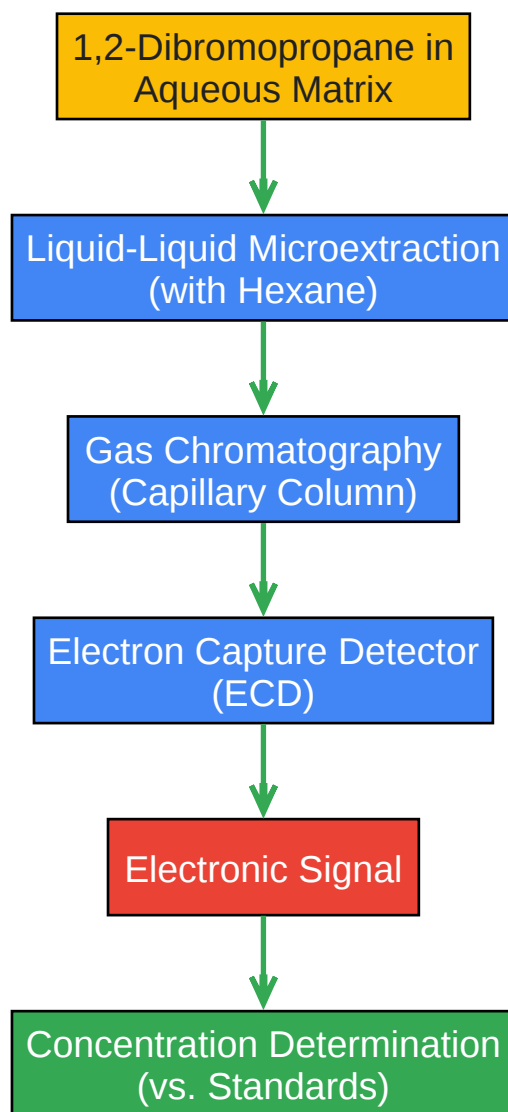 1,2-Dibromopropane in
Aqueous Matrix
Liquid-Liquid Microextraction
(with Hexane)
Gas Chromatography
(Capillary Column)
Electron Capture Detector
(ECD)
Electronic Signal
Concentration Determination
(vs. Standards)